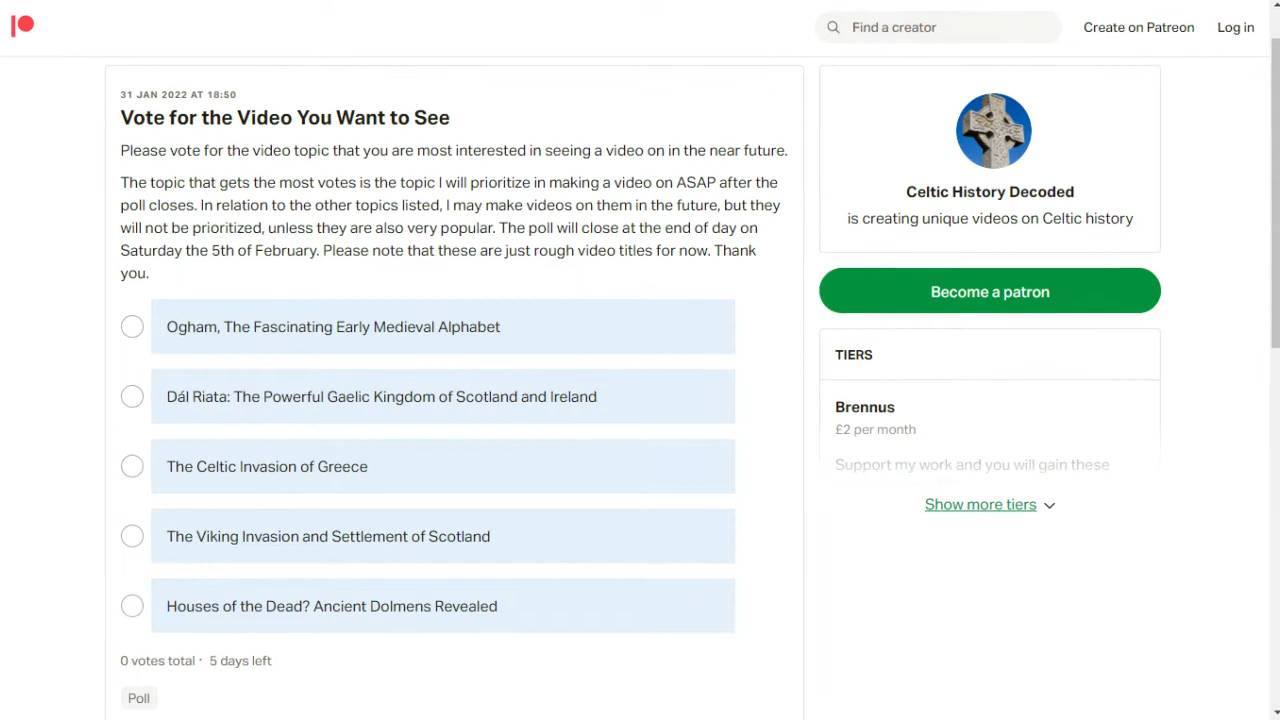 Find a creator
Create on Patreon
Log in
31 JAN 2022 AT 18:50
Vote for the Video You Want to See
Please vote for the video topic that you are most interested in seeing a video on in the near future.
The topic that gets the most votes is the topic I will prioritize in making a video on ASAP after the
poll closes. In relation to the other topics listed, I may make videos on them in the future, but they
will not be prioritized, unless they are also very popular. The poll will close at the end of day on
Saturday the 5th of February. Please note that these are just rough video titles for now. Thank
you.
Ogham, The Fascinating Early Medieval Alphabet
Dál Riata: The Powerful Gaelic Kingdom of Scotland and Ireland
The Celtic Invasion of Greece
The Viking Invasion and Settlement of Scotland
Houses of the Dead? Ancient Dolmens Revealed
0 votes total · 5 days left
Poll
Celtic History Decoded
is creating unique videos on Celtic history
Become a patron
TIERS
Brennus
£2 per month
Support my work and you will gain these
Show more tiers